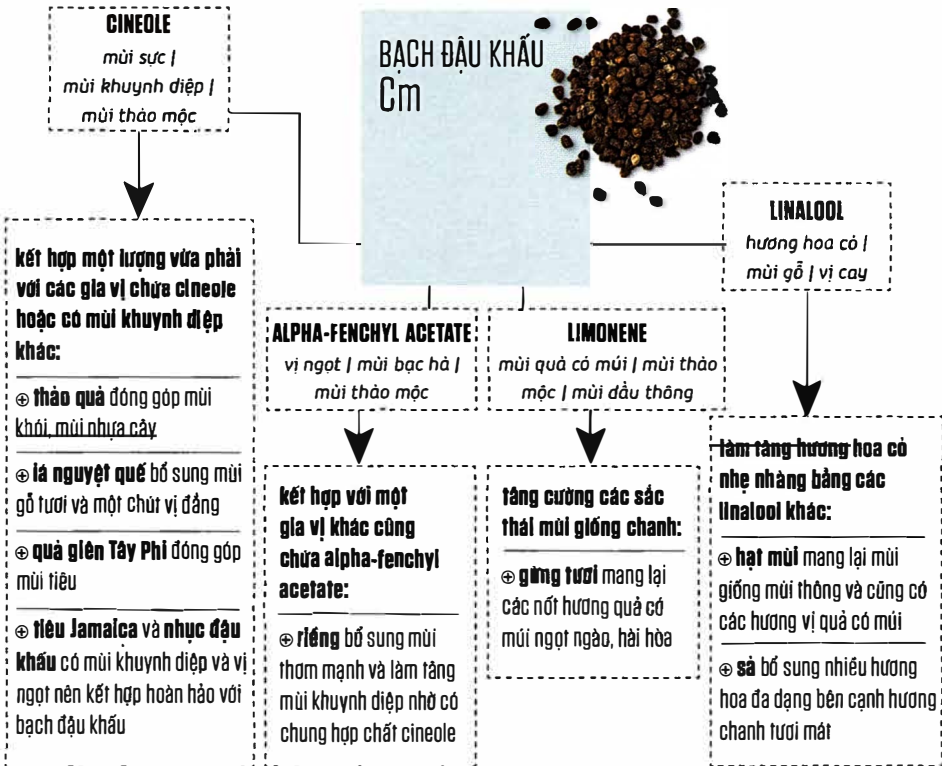 CINEOLE
mùi sực |
mùi khuynh diệp |
mùi thảo mộc
BẠCH ĐẬU KHẤU
Cm
LINALOOL
hương hoa cỏ |
mùi gỗ | vị cay
kết hợp một lượng vừa phải
với các gia vị chứa cineole
hoặc có mùi khuynh diệp
khác:
⊕ thảo quả đóng góp mùi
khói, mùi nhựa cây
⊕ lá nguyệt quế bổ sung mùi
gỗ tươi và một chút vị đắng
⊕ quả giền Tây Phi đóng góp
mùi tiêu
⊕ tiêu Jamaica và nhục đậu
khấu có mùi khuynh diệp và vị
ngọt nên kết hợp hoàn hảo với
bạch đậu khấu
ALPHA-FENCHYL ACETATE
vị ngọt | mùi bạc hà |
mùi thảo mộc
kết hợp với một
gia vị khác cũng
chứa alpha-fenchyl
acetate:
⊕ riềng bổ sung mùi
thơm mạnh và làm tăng
mùi khuynh diệp nhờ có
chung hợp chất cineole
LIMONENE
mùi quả có múi | mùi thảo
mộc | mùi dầu thông
tăng cường các sắc
thái mùi giống chanh:
⊕ gừng tươi mang lại
các nốt hương quả có
múi ngọt ngào, hài hòa
làm tăng hương hoa cỏ
nhẹ nhàng bằng các
linalool khác:
⊕ hạt mùi mang lại mùi
giống mùi thông và cũng có
các hương vị quả có múi
⊕ sả bổ sung nhiều hương
hoa đa dạng bên cạnh hương
chanh tươi mát